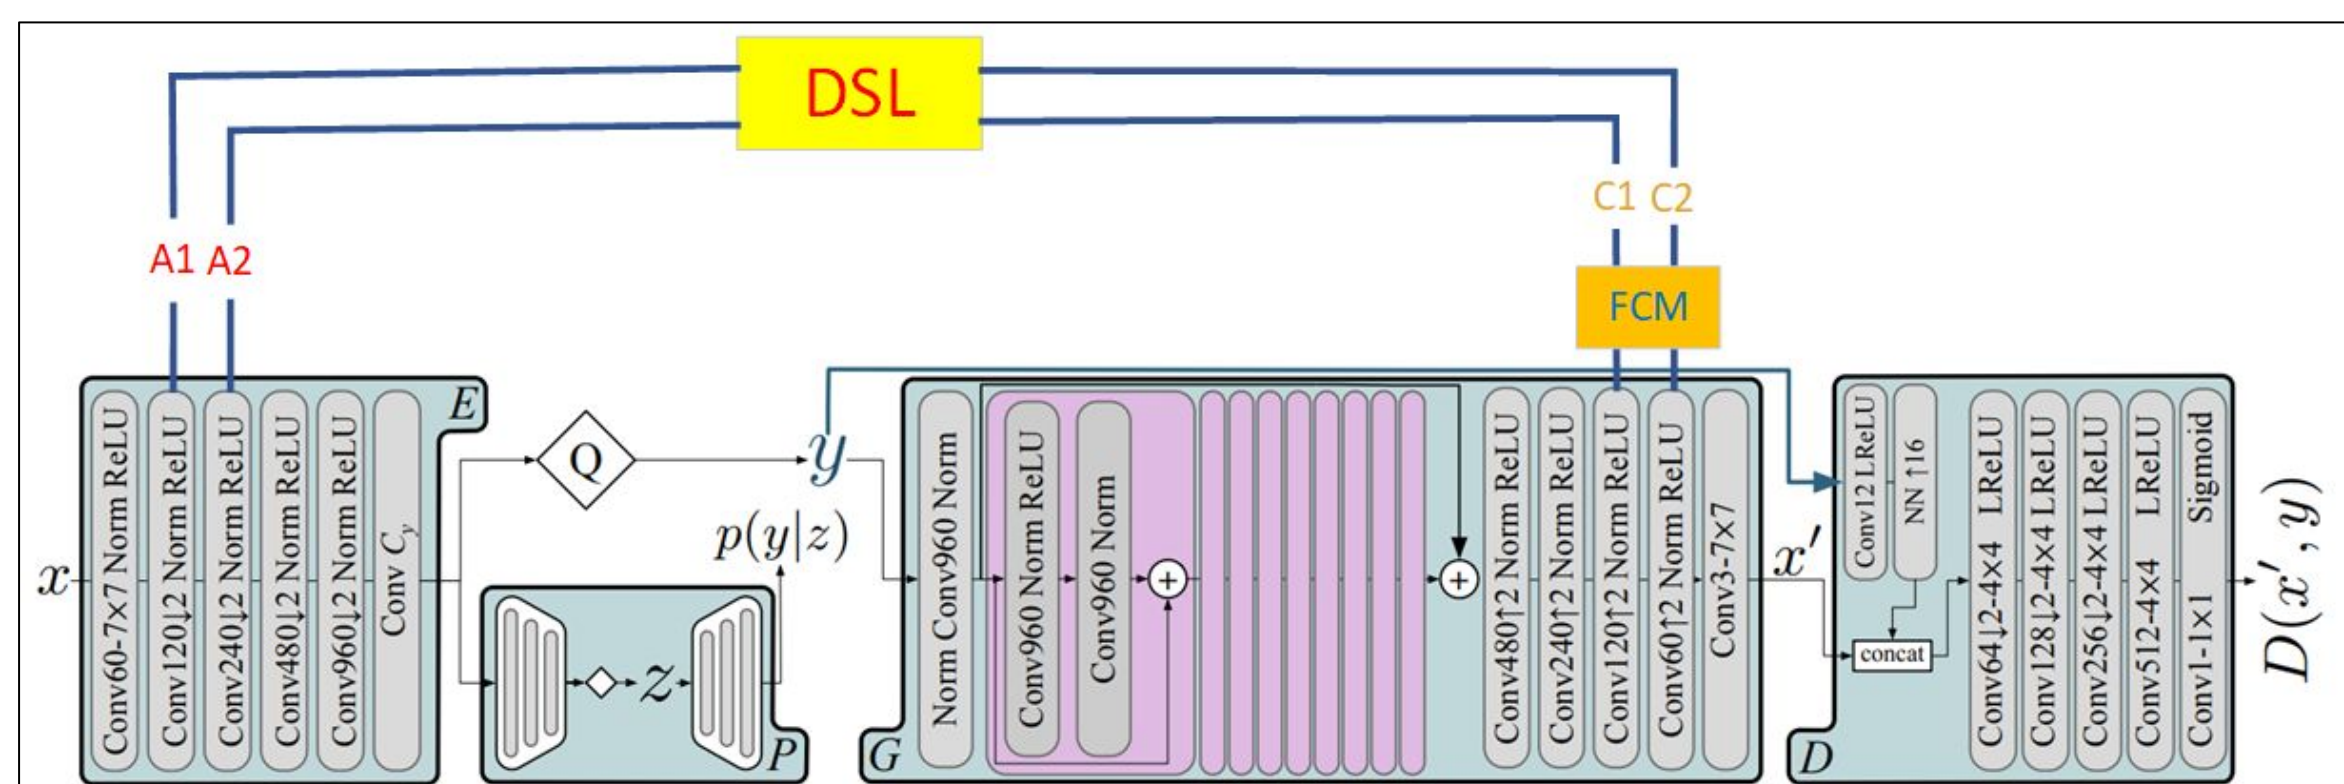 DSL
C1 C2
A1 A2
FCM
x
Conv60-7×7 Norm ReLU
Conv120↓2 Norm ReLU
Conv240↓2 Norm ReLU
Conv480↓2 Norm ReLU
Conv960↓2 Norm ReLU
Conv Cy
E
Q
y
p(y|z)
z
P
G
Norm Conv960 Norm
Conv960 Norm ReLU
Conv960 Norm
+
+
Conv480↑2 Norm ReLU
Conv240↑2 Norm ReLU
Conv120↑2 Norm ReLU
Conv60↑2 Norm ReLU
Conv3-7×7
x′
Conv12 LReLU
NN ↑16
concat
Conv64↓2-4×4 LReLU
Conv128↓2-4×4 LReLU
Conv256↓2-4×4 LReLU
Conv512-4×4 LReLU
Conv1-1×1 Sigmoid
D
D(x′, y)